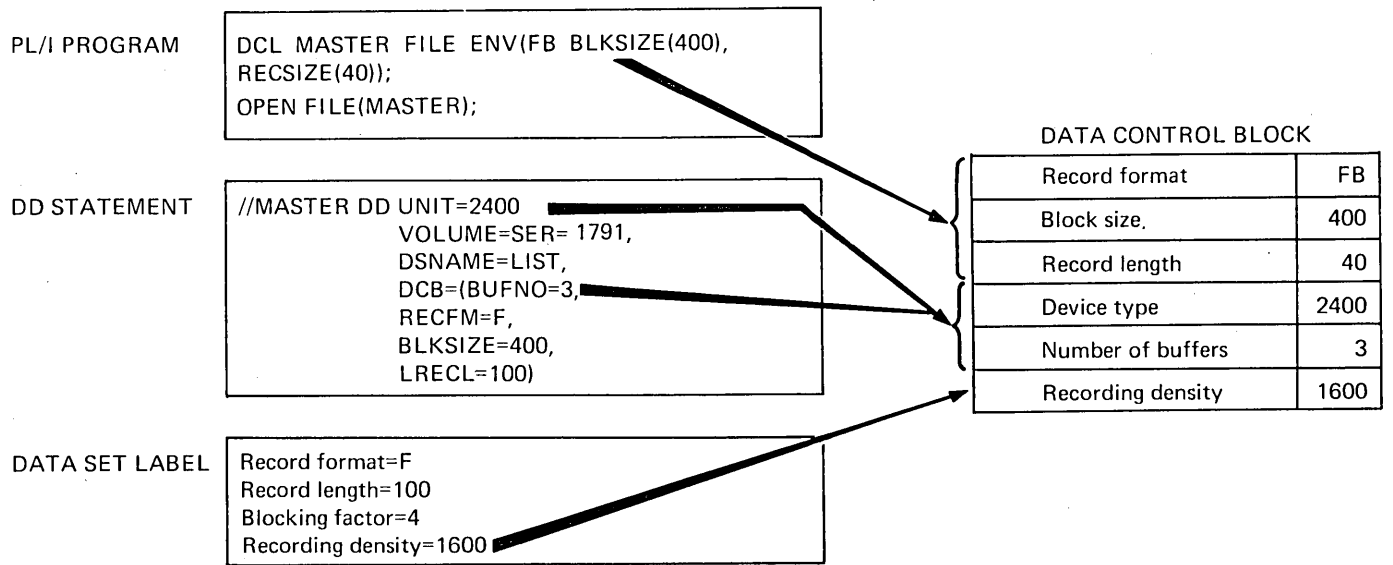 PL/I PROGRAM
DCL MASTER FILE ENV(FB BLKSIZE(400),
RECSIZE(40));
OPEN FILE(MASTER);
DD STATEMENT
//MASTER DD UNIT=2400
VOLUME=SER= 1791,
DSNAME=LIST,
DCB=(BUFNO=3,
RECFM=F,
BLKSIZE=400,
LRECL=100)
DATA SET LABEL
Record format=F
Record length=100
Blocking factor=4
Recording density=1600
DATA CONTROL BLOCK
Record format FB
Block size. 400
Record length 40
Device type 2400
Number of buffers 3
Recording density 1600